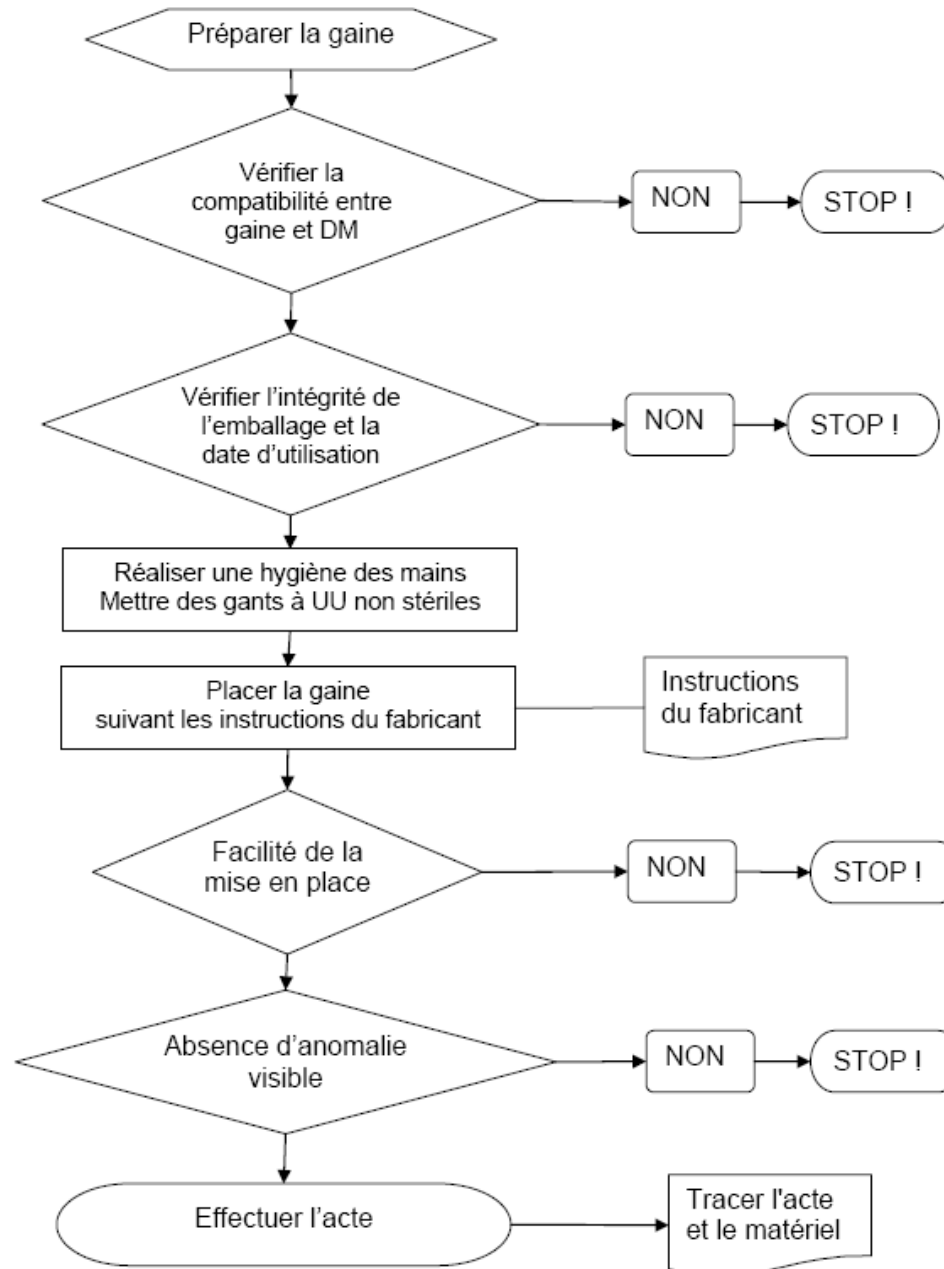 Préparer la gaine
Vérifier la
compatibilité entre
gaine et DM
NON
STOP !
Vérifier l'intégrité de
l'emballage et la
date d'utilisation
NON
STOP !
Réaliser une hygiène des mains
Mettre des gants à UU non stériles
Placer la gaine
suivant les instructions du fabricant
Instructions
du fabricant
Facilité de la
mise en place
NON
STOP !
Absence d'anomalie
visible
NON
STOP !
Effectuer l'acte
Tracer l'acte
et le matériel